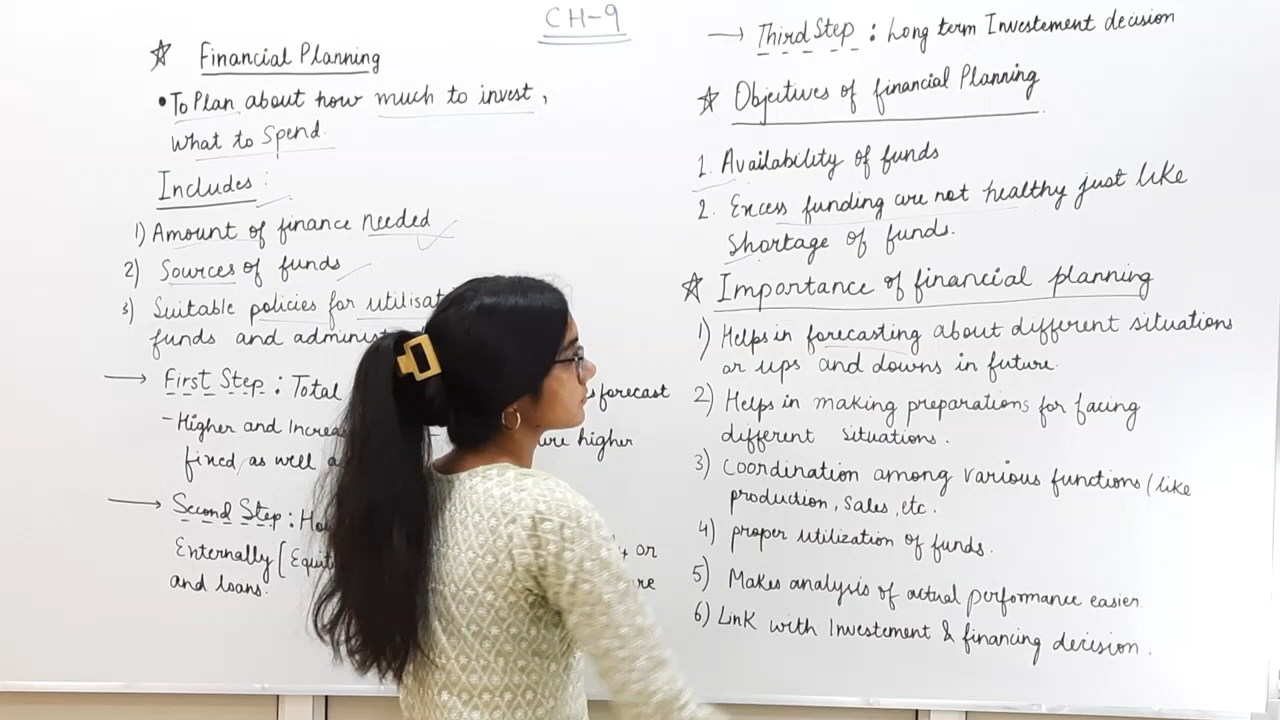 CH-9
☆ Financial Planning
• To Plan about how much to invest,
What to Spend.
Includes :
1) Amount of finance needed
2) Sources of funds
3) Suitable policies for
funds and
→ First Step : Total forecast
- Higher and higher
fixed as well
→ Second Step :
Externally ( or
and loans.
→ Third Step : Long term Investement decision
☆ Objectives of financial Planning
1. Availability of funds
2. Excess funding are not healthy just like
Shortage of funds.
☆ Importance of financial planning
1) Helps in forecasting about different situations
or ups and downs in future.
2) Helps in making preparations for facing
different situations.
3) Coordination among various functions (like
production, Sales, etc.
4) proper utilization of funds.
5) Makes analysis of actual performance easier.
6) Link with Investement & financing decision.